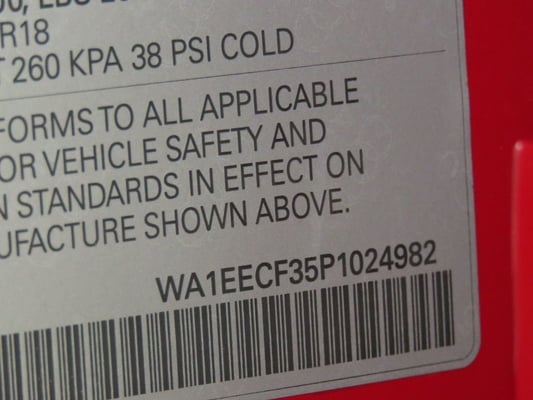 R18
260 KPA 38 PSI COLD
FORMS TO ALL APPLICABLE
OR VEHICLE SAFETY AND
N STANDARDS IN EFFECT ON
UFACTURE SHOWN ABOVE.
WA1EECF35P1024982